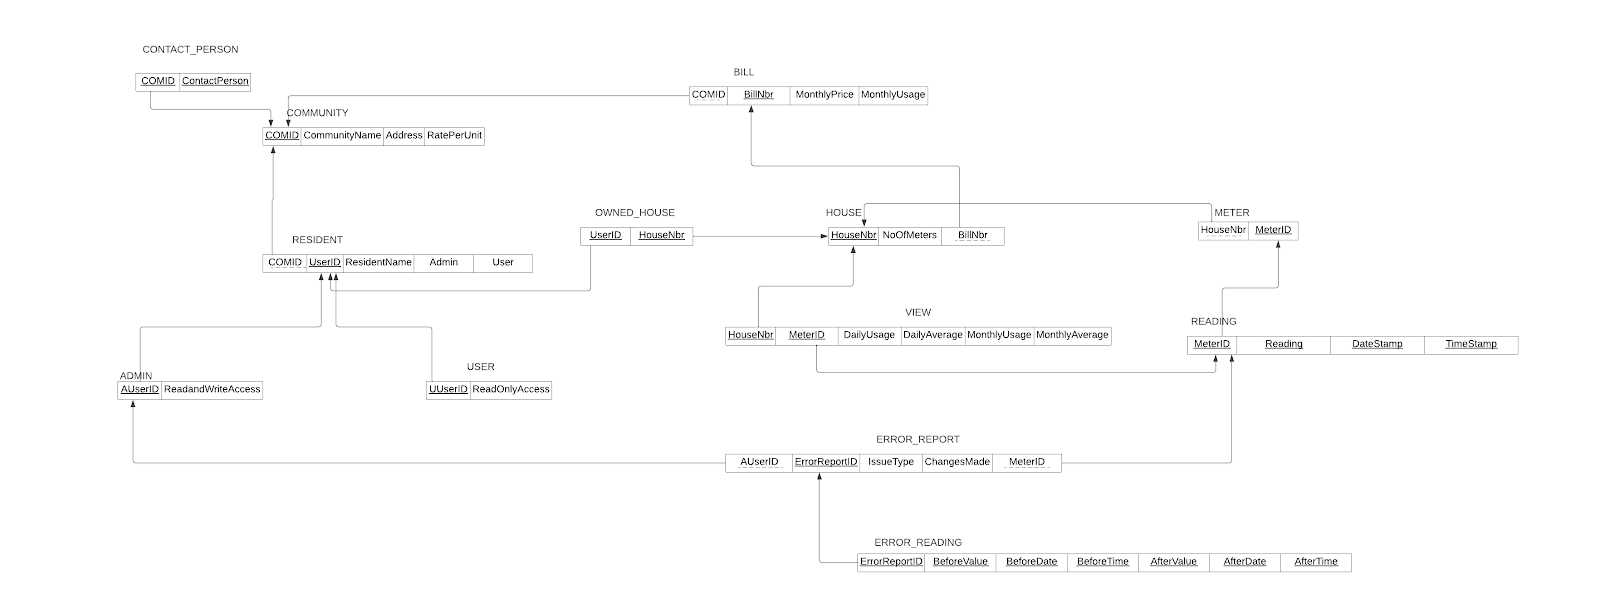 CONTACT_PERSON
COMID ContactPerson
BILL
COMID BillNbr MonthlyPrice MonthlyUsage
COMMUNITY
COMID CommunityName Address RatePerUnit
OWNED_HOUSE
UserID HouseNbr
HOUSE
HouseNbr NoOfMeters BillNbr
METER
HouseNbr MeterID
RESIDENT
COMID UserID ResidentName Admin User
VIEW
HouseNbr MeterID DailyUsage DailyAverage MonthlyUsage MonthlyAverage
READING
MeterID Reading DateStamp TimeStamp
ADMIN
AUserID ReadandWriteAccess
USER
UUserID ReadOnlyAccess
ERROR_REPORT
AUserID ErrorReportID IssueType ChangesMade MeterID
ERROR_READING
ErrorReportID BeforeValue BeforeDate BeforeTime AfterValue AfterDate AfterTime